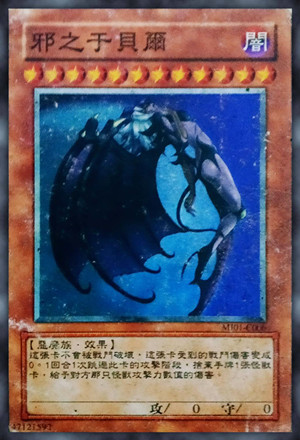 邪之于貝爾
闇
MI01-C006
【惡魔族·效果】
這張卡不會被戰鬥破壞，這張卡受到的戰鬥傷害變成
0。1回合1次跳過此卡的攻擊階段，捨棄手牌1張怪獸
卡，給予對方那只怪獸攻擊力數值的傷害。
攻/ 0 守/ 0
47121592